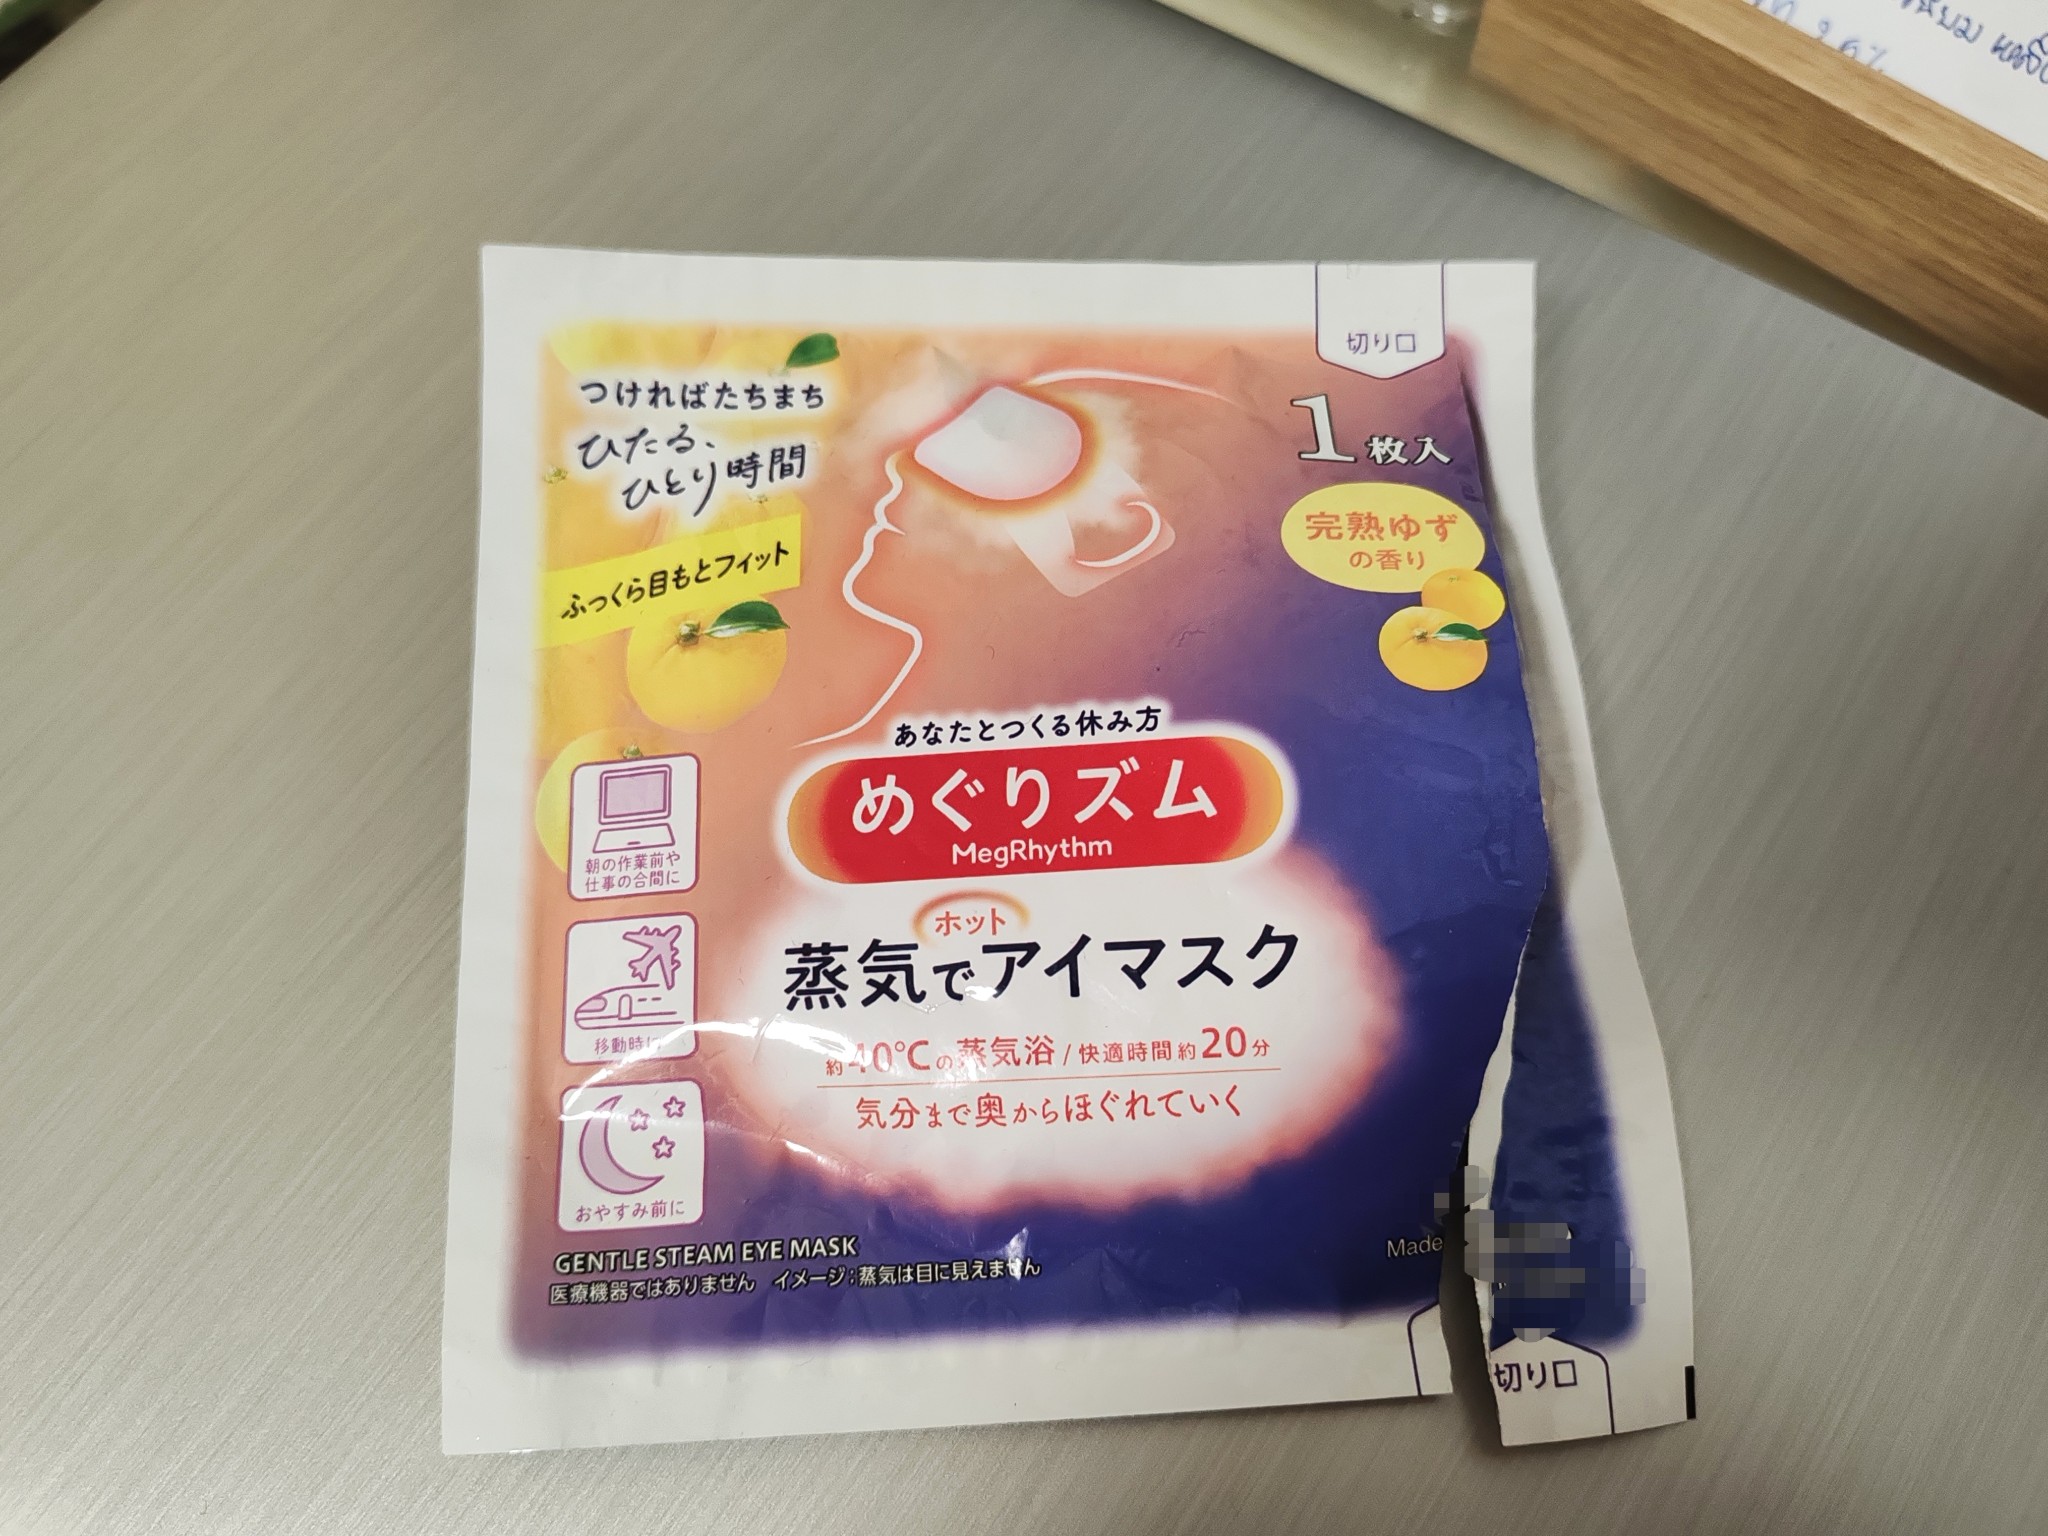 切り口
つければたちまち
ひたる、
ひとり時間
1枚入
ふっくら目もとフィット
完熟ゆず
の香り
あなたとつくる休み方
めぐりズム
MegRhythm
朝の作業前や
仕事の合間に
ホット
蒸気でアイマスク
移動時に
約40℃の蒸気浴/快適時間約20分
気分まで奥からほぐれていく
おやすみ前に
GENTLE STEAM EYE MASK
医療機器ではありません イメージ:蒸気は目に見えません
Made
切り口